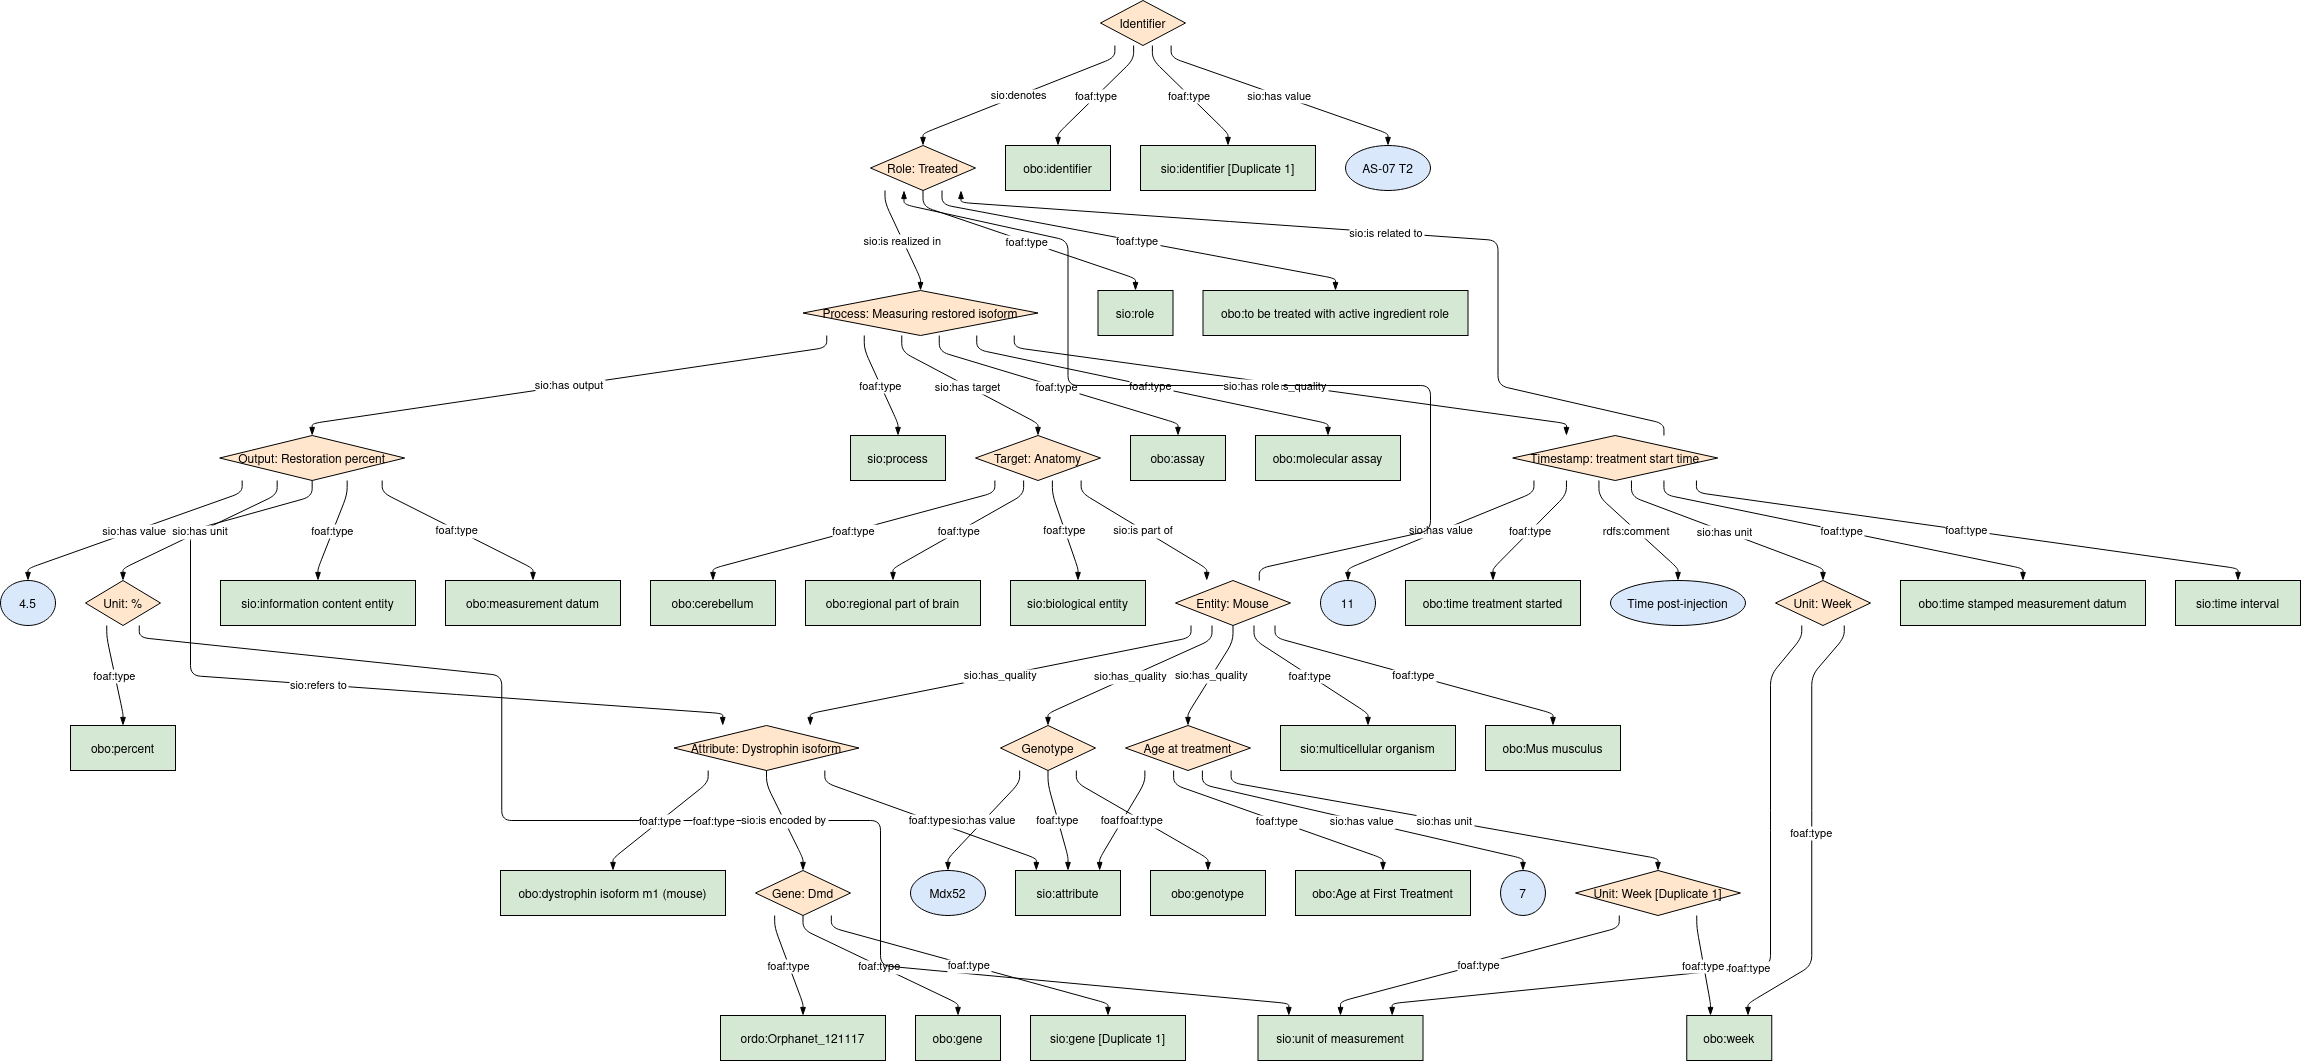 Identifier
sio:denotes
foaf:type
foaf:type
sio:has value
Role: Treated
obo:identifier
sio:identifier [Duplicate 1]
AS-07 T2
sio:is realized in
foaf:type
foaf:type
sio:is related to
Process: Measuring restored isoform
sio:role
obo:to be treated with active ingredient role
sio:has output
foaf:type
sio:has target
foaf:type
foaf:type
sio:has role
s_quality
Output: Restoration percent
sio:process
Target: Anatomy
obo:assay
obo:molecular assay
Timestamp: treatment start time
sio:has value
sio:has unit
foaf:type
foaf:type
foaf:type
foaf:type
foaf:type
sio:is part of
sio:has value
foaf:type
rdfs:comment
sio:has unit
foaf:type
foaf:type
4.5
Unit: %
sio:information content entity
obo:measurement datum
obo:cerebellum
obo:regional part of brain
sio:biological entity
Entity: Mouse
11
obo:time treatment started
Time post-injection
Unit: Week
obo:time stamped measurement datum
sio:time interval
foaf:type
sio:refers to
sio:has_quality
sio:has_quality
sio:has_quality
foaf:type
foaf:type
obo:percent
Attribute: Dystrophin isoform
Genotype
Age at treatment
sio:multicellular organism
obo:Mus musculus
foaf:type
foaf:type
sio:is encoded by
foaf:type
sio:has value
foaf:type
foaf
foaf:type
foaf:type
sio:has value
sio:has unit
foaf:type
obo:dystrophin isoform m1 (mouse)
Gene: Dmd
Mdx52
sio:attribute
obo:genotype
obo:Age at First Treatment
7
Unit: Week [Duplicate 1]
foaf:type
foaf:type
foaf:type
foaf:type
foaf:type
foaf:type
ordo:Orphanet_121117
obo:gene
sio:gene [Duplicate 1]
sio:unit of measurement
obo:week